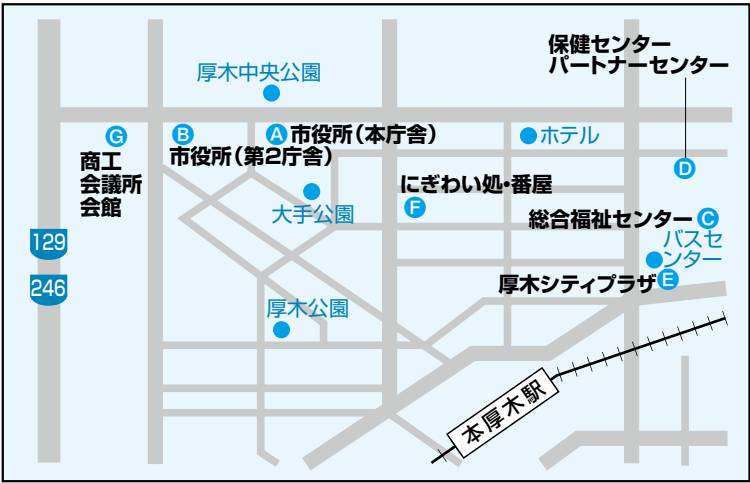 保健センター
パートナーセンター
厚木中央公園
G
B
A 市役所(本庁舎)
ホテル
市役所(第2庁舎)
商工
会議所
会館
D
にぎわい処・番屋
F
大手公園
総合福祉センター C
バスセ
ンター
129
厚木シティプラザ E
246
厚木公園
本厚木駅